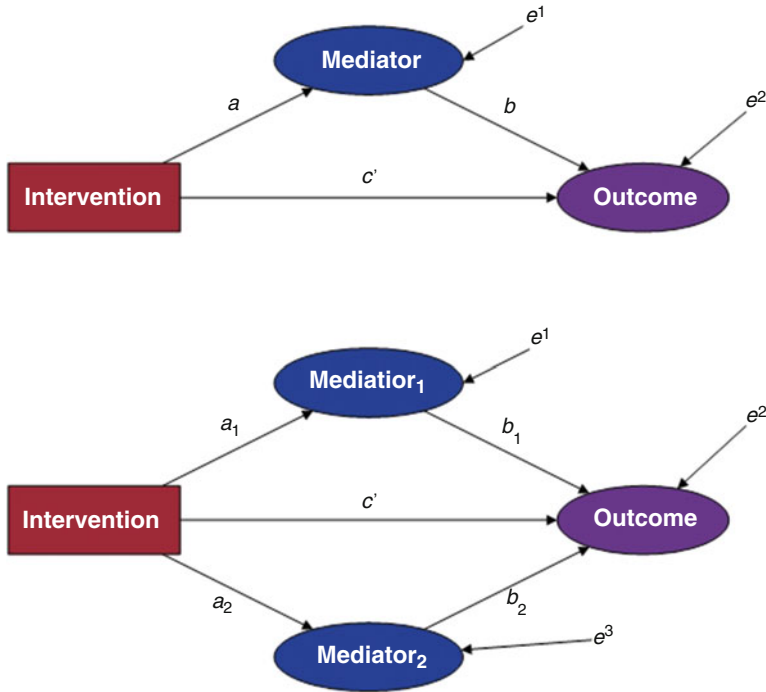 e¹
Mediator
a
b
e²
c’
Intervention
Outcome
e¹
Mediatior₁
a₁
b₁
e²
c’
Intervention
Outcome
a₂
b₂
Mediator₂
e³